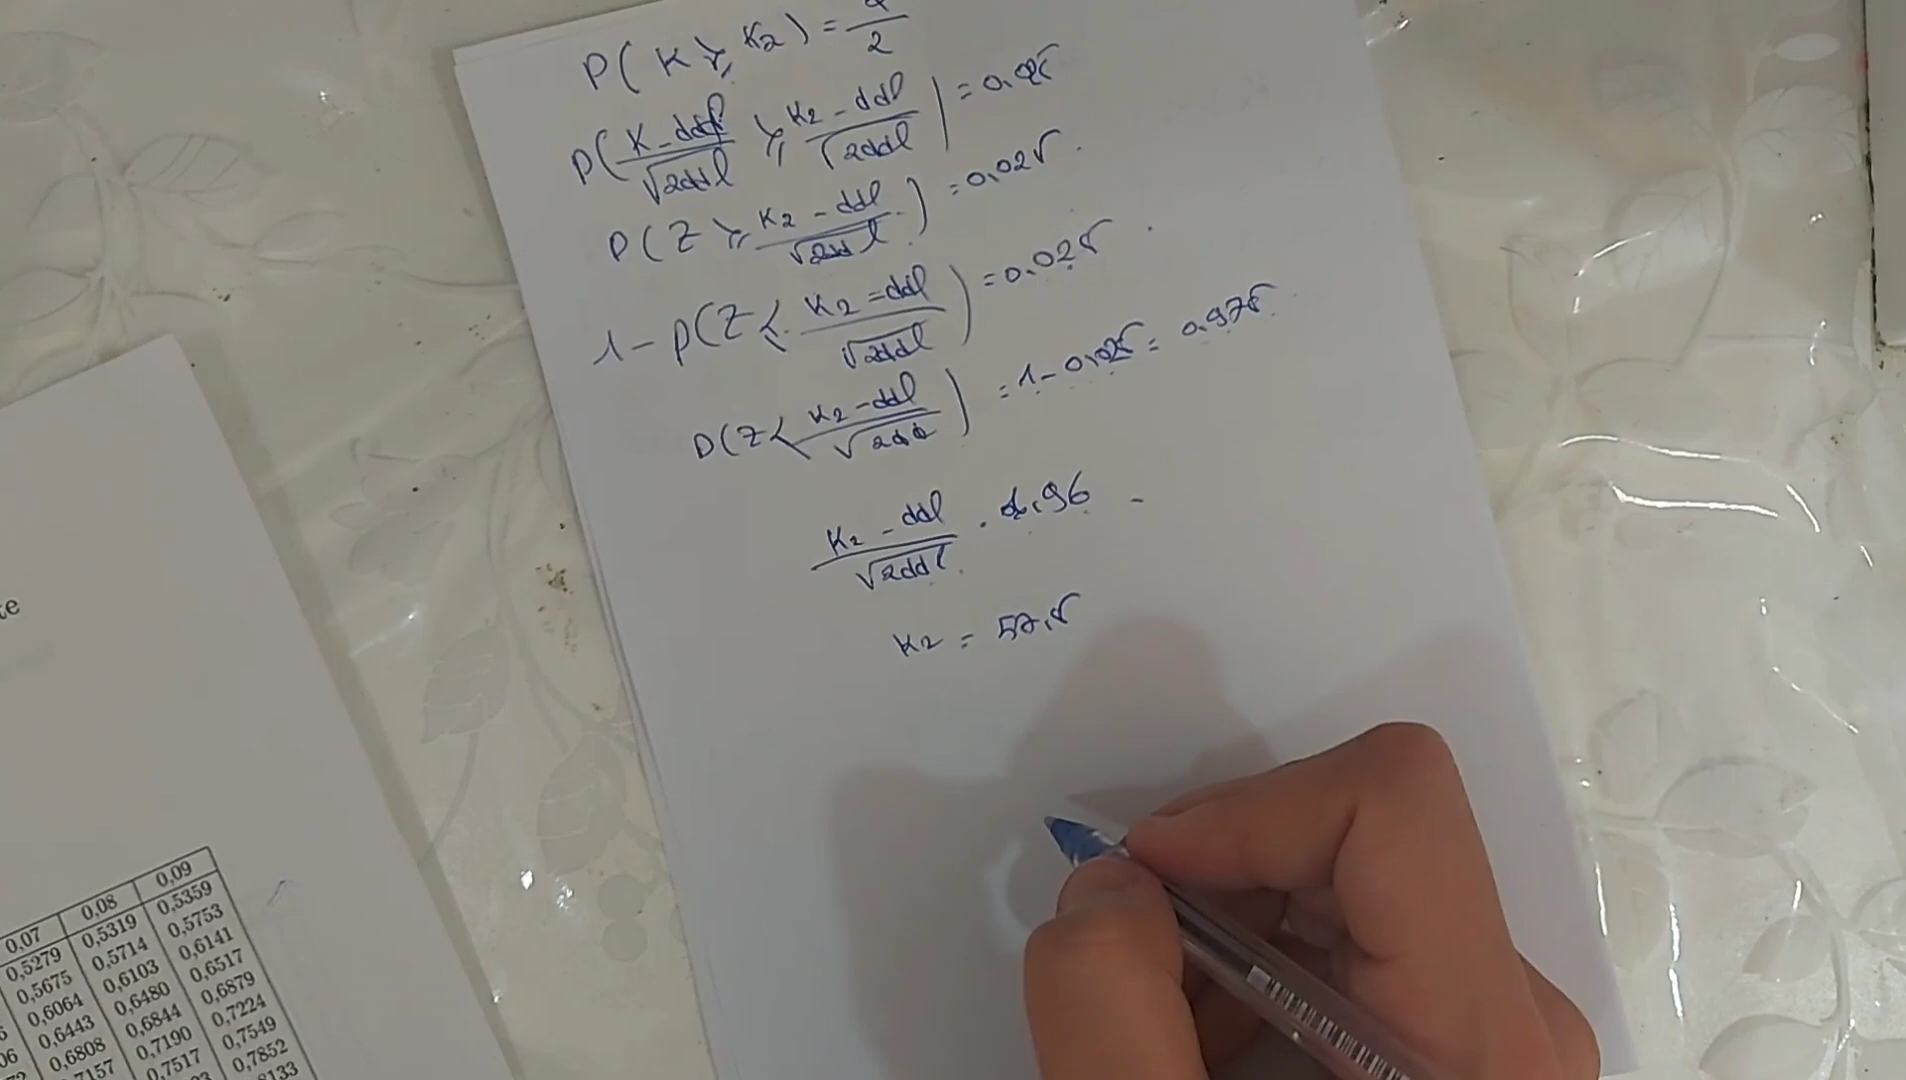 P(K ≥ K2) = α/2
P((K - ddl)/√2ddl ≥ (K2 - ddl)/√2ddl) = 0.025
P(Z ≥ (K2 - ddl)/√2ddl) = 0.025
1 - P(Z ≤ (K2 - ddl)/√2ddl) = 0.025
P(Z < (K2 - ddl)/√2ddl) = 1 - 0.025 = 0.975
(K2 - ddl)/√2ddl = 1.96
K2 = 57.5
te
0,07 0,08 0,09
0,5279 0,5319 0,5359
0,5675 0,5714 0,5753
0,6064 0,6103 0,6141
0,6443 0,6480 0,6517
0,6808 0,6844 0,6879
7157 0,7190 0,7224
0,7517 0,7549
0,7852
8133